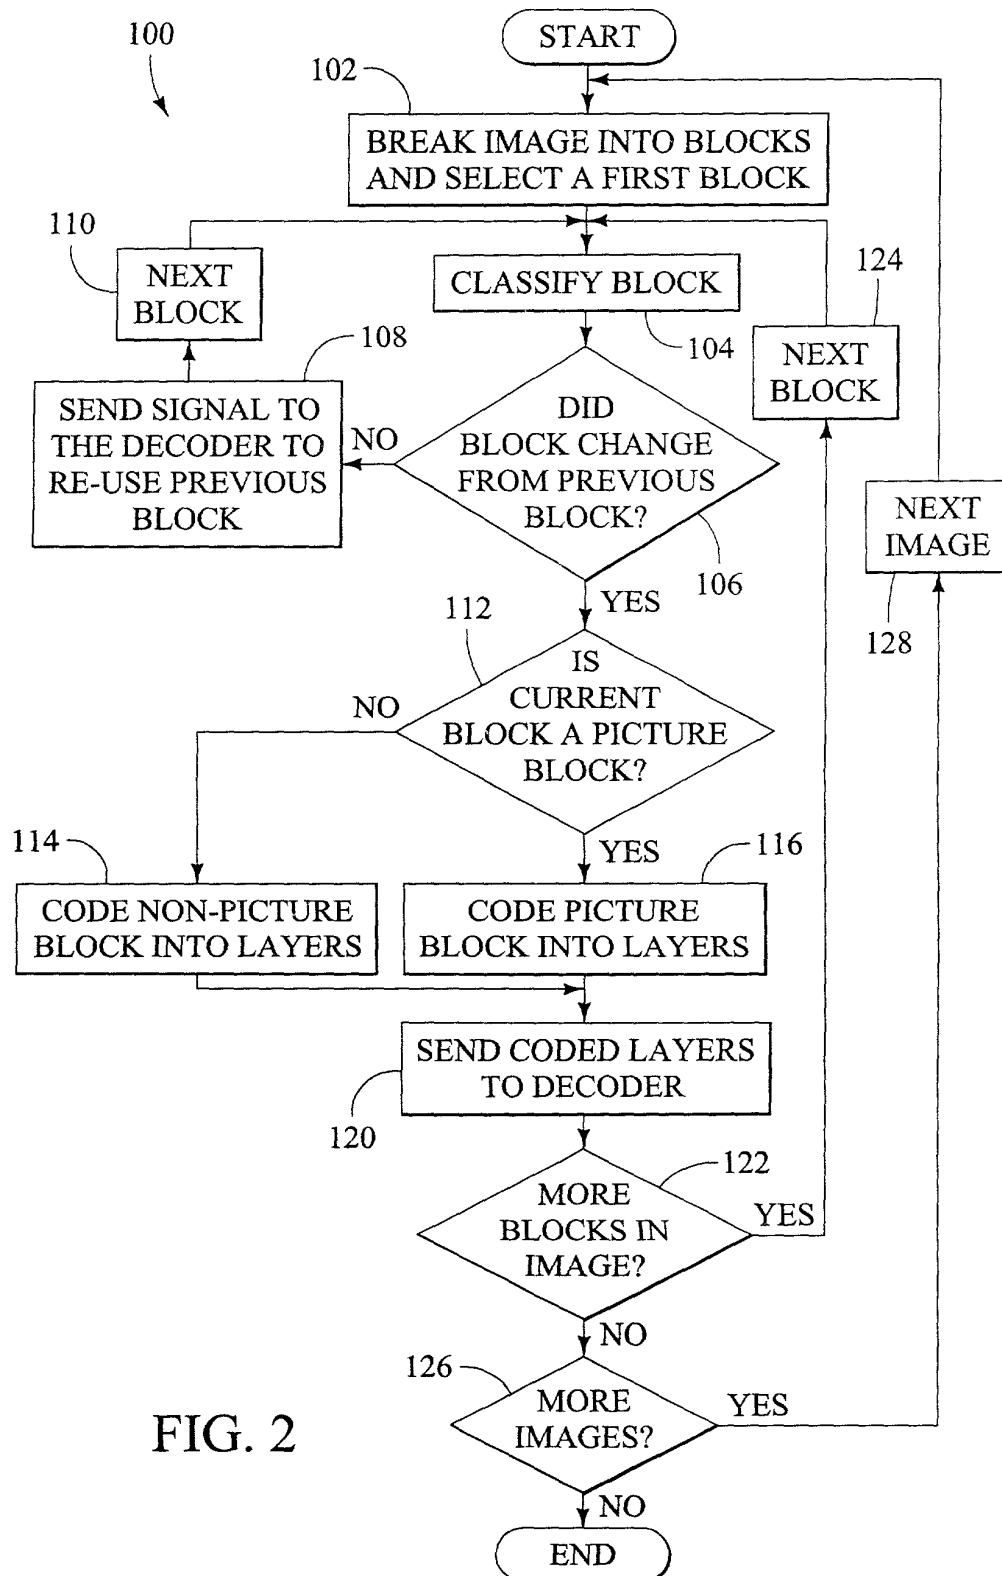 100
START
102
BREAK IMAGE INTO BLOCKS
AND SELECT A FIRST BLOCK
110
NEXT
BLOCK
CLASSIFY BLOCK
104
124
NEXT
BLOCK
108
SEND SIGNAL TO
THE DECODER TO
RE-USE PREVIOUS
BLOCK
NO
DID
BLOCK CHANGE
FROM PREVIOUS
BLOCK?
106
NEXT
IMAGE
128
YES
112
IS
CURRENT
BLOCK A PICTURE
BLOCK?
NO
YES
114
CODE NON-PICTURE
BLOCK INTO LAYERS
116
CODE PICTURE
BLOCK INTO LAYERS
SEND CODED LAYERS
TO DECODER
120
122
MORE
BLOCKS IN
IMAGE?
YES
NO
126
MORE
IMAGES?
YES
NO
END
FIG. 2